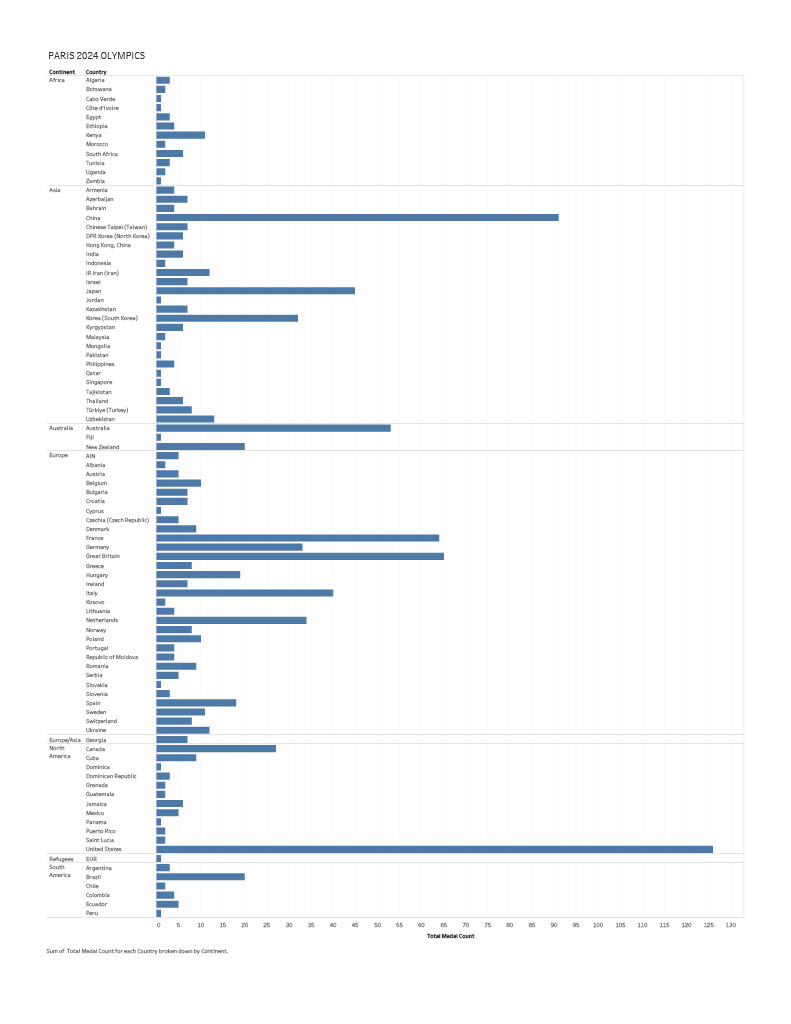 PARIS 2024 OLYMPICS
Continent Country
Africa Algeria
Botswana
Cabo Verde
Côte d'Ivoire
Egypt
Ethiopia
Kenya
Morocco
South Africa
Tunisia
Uganda
Zambia
Asia Armenia
Azerbaijan
Bahrain
China
Chinese Taipei (Taiwan)
DPR Korea (North Korea)
Hong Kong, China
India
Indonesia
IR Iran (Iran)
Israel
Japan
Jordan
Kazakhstan
Korea (South Korea)
Kyrgyzstan
Malaysia
Mongolia
Pakistan
Philippines
Qatar
Singapore
Tajikistan
Thailand
Türkiye (Turkey)
Uzbekistan
Australia Australia
Fiji
New Zealand
Europe AIN
Albania
Austria
Belgium
Bulgaria
Croatia
Cyprus
Czechia (Czech Republic)
Denmark
France
Germany
Great Britain
Greece
Hungary
Ireland
Italy
Kosovo
Lithuania
Netherlands
Norway
Poland
Portugal
Republic of Moldova
Romania
Serbia
Slovakia
Slovenia
Spain
Sweden
Switzerland
Ukraine
Europe/Asia Georgia
North Canada
America Cuba
Dominica
Dominican Republic
Grenada
Guatemala
Jamaica
Mexico
Panama
Puerto Rico
Saint Lucia
United States
Refugees EOR
South Argentina
America Brazil
Chile
Colombia
Ecuador
Peru
0 5 10 15 20 25 30 35 40 45 50 55 60 65 70 75 80 85 90 95 100 105 110 115 120 125 130
Total Medal Count
Sum of Total Medal Count for each Country broken down by Continent.